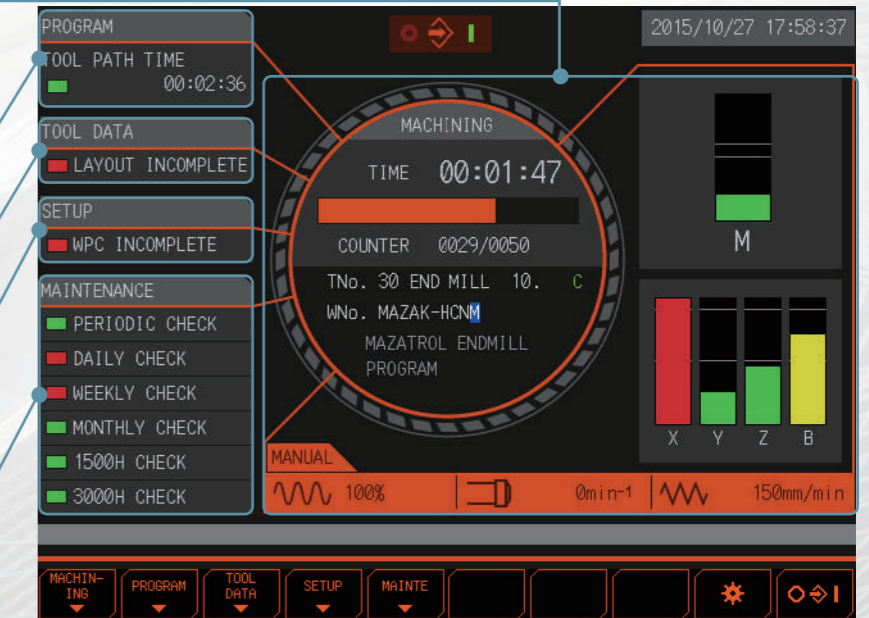 PROGRAM
TOOL PATH TIME
00:02:36
TOOL DATA
LAYOUT INCOMPLETE
SETUP
WPC INCOMPLETE
MAINTENANCE
PERIODIC CHECK
DAILY CHECK
WEEKLY CHECK
MONTHLY CHECK
1500H CHECK
3000H CHECK
2015/10/27 17:58:37
MACHINING
TIME 00:01:47
COUNTER 0029/0050
TNo. 30 END MILL 10. C
WNo. MAZAK-HCNM
MAZATROL ENDMILL
PROGRAM
M
X Y Z B
MANUAL
100% 0min-1 150mm/min
MACHIN-
ING
PROGRAM
TOOL
DATA
SETUP
MAINTE